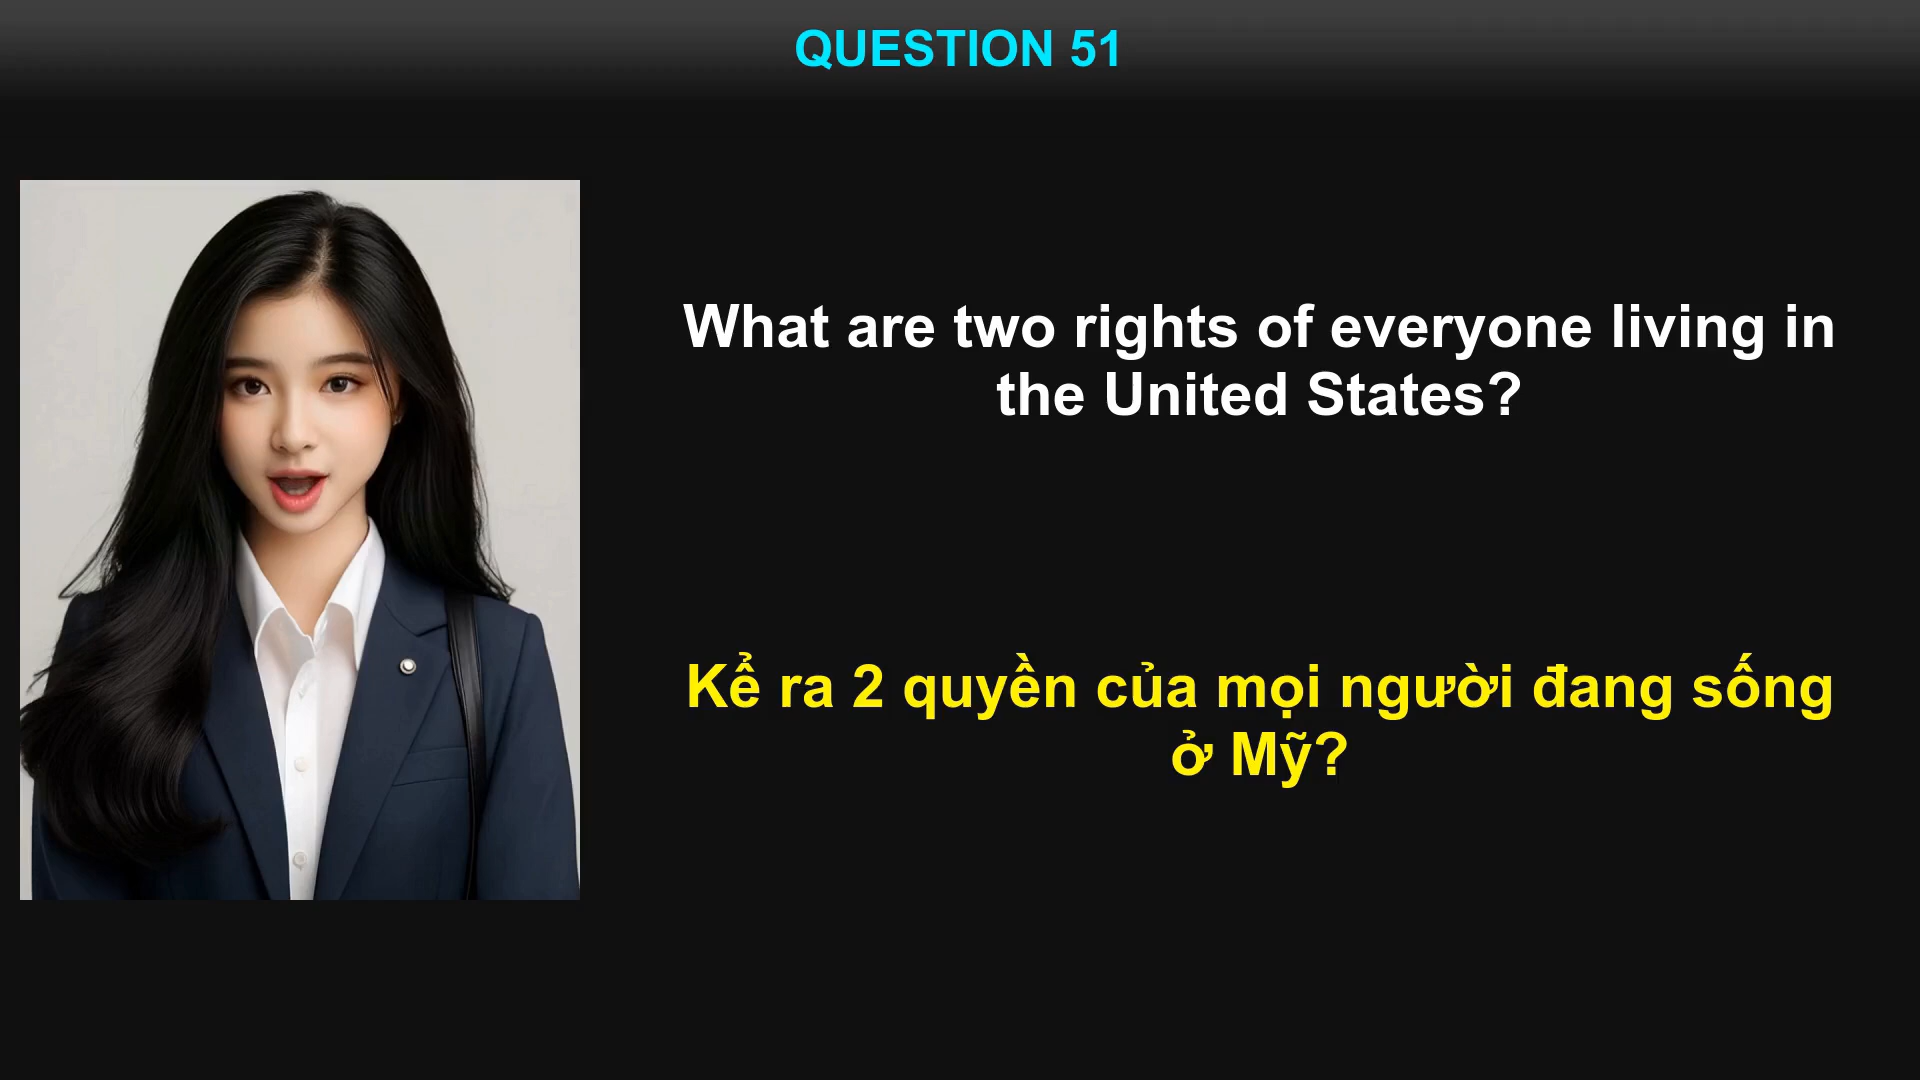 QUESTION 51
What are two rights of everyone living in
the United States?
Kể ra 2 quyền của mọi người đang sống
ở Mỹ?